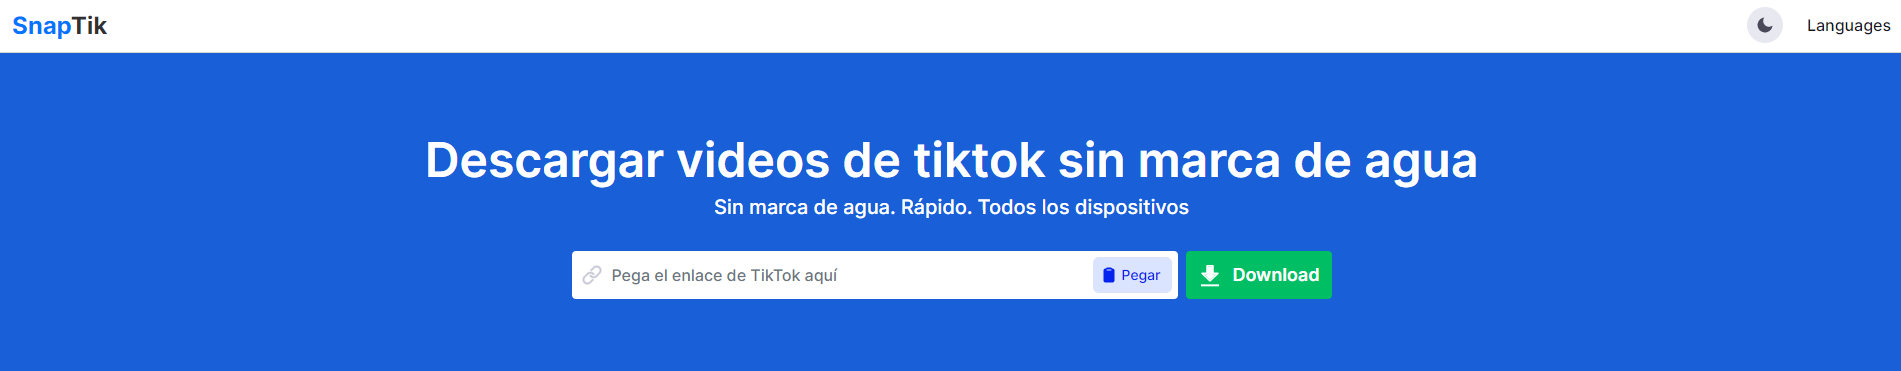 SnapTik
Languages
Descargar videos de tiktok sin marca de agua
Sin marca de agua. Rápido. Todos los dispositivos
Pega el enlace de TikTok aquí
Pegar
Download